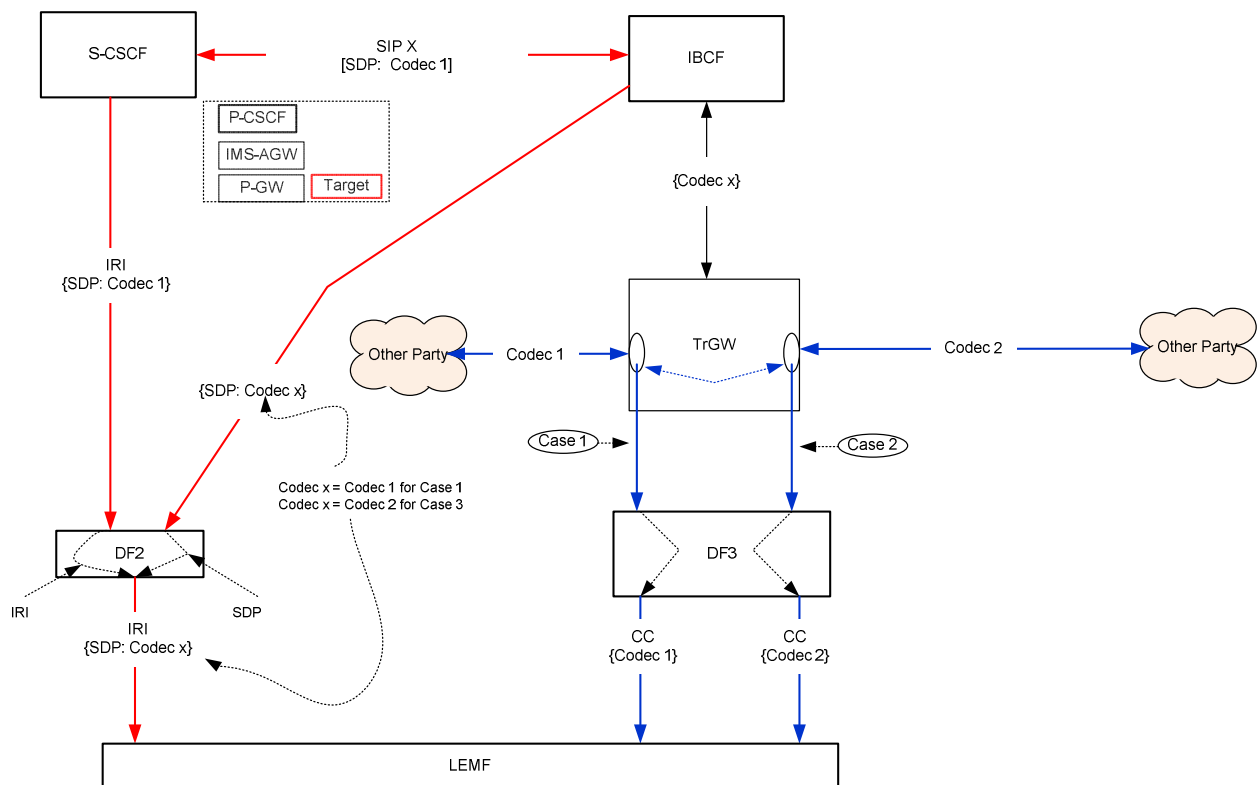 S-CSCF
SIP X
[SDP: Codec 1]
IBCF
P-CSCF
IMS-AGW
P-GW
Target
{Codec x}
IRI
{SDP: Codec 1}
Other Party
Codec 1
TrGW
Codec 2
Other Party
{SDP: Codec x}
Case 1
Case 2
Codec x = Codec 1 for Case 1
Codec x = Codec 2 for Case 3
DF2
DF3
IRI
SDP
IRI
{SDP: Codec x}
CC
{Codec 1}
CC
{Codec 2}
LEMF